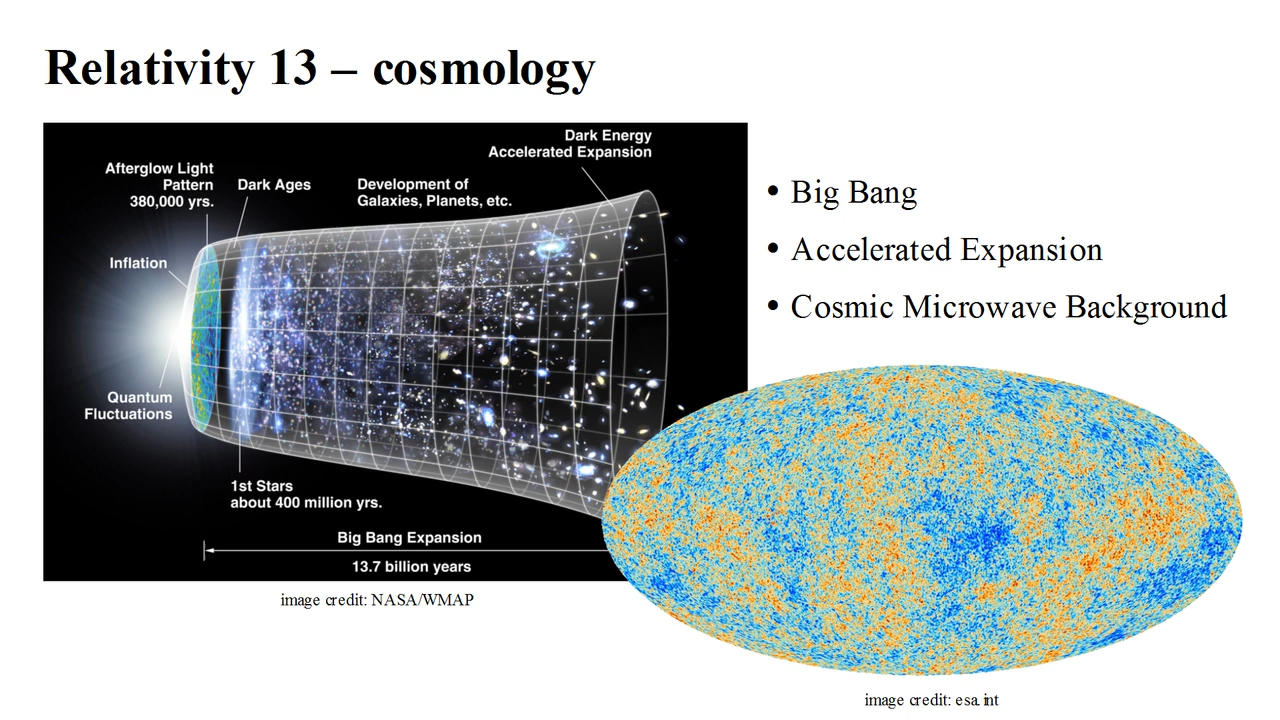 Relativity 13 – cosmology
Dark Energy
Accelerated Expansion
Afterglow Light
Pattern
380,000 yrs.
Dark Ages
Development of
Galaxies, Planets, etc.
Inflation
Quantum
Fluctuations
1st Stars
about 400 million yrs.
Big Bang Expansion
13.7 billion years
image credit: NASA/WMAP
• Big Bang
• Accelerated Expansion
• Cosmic Microwave Background
image credit: esa.int